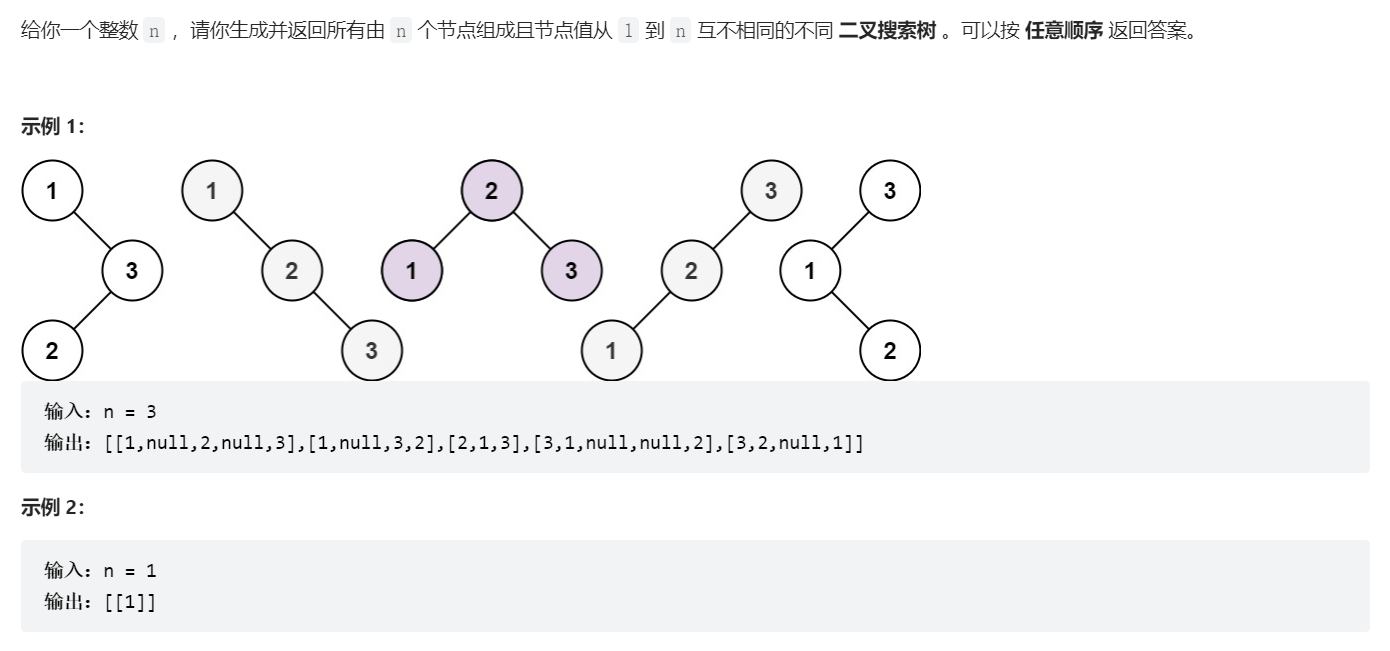 给你一个整数 n ，请你生成并返回所有由 n 个节点组成且节点值从 1 到 n 互不相同的不同 二叉搜索树 。可以按 任意顺序 返回答案。
示例 1：
1 1 2 3 3
3 2 1 3 2 1
2 3 1 2
输入：n = 3
输出：[[1,null,2,null,3],[1,null,3,2],[2,1,3],[3,1,null,null,2],[3,2,null,1]]
示例 2：
输入：n = 1
输出：[[1]]